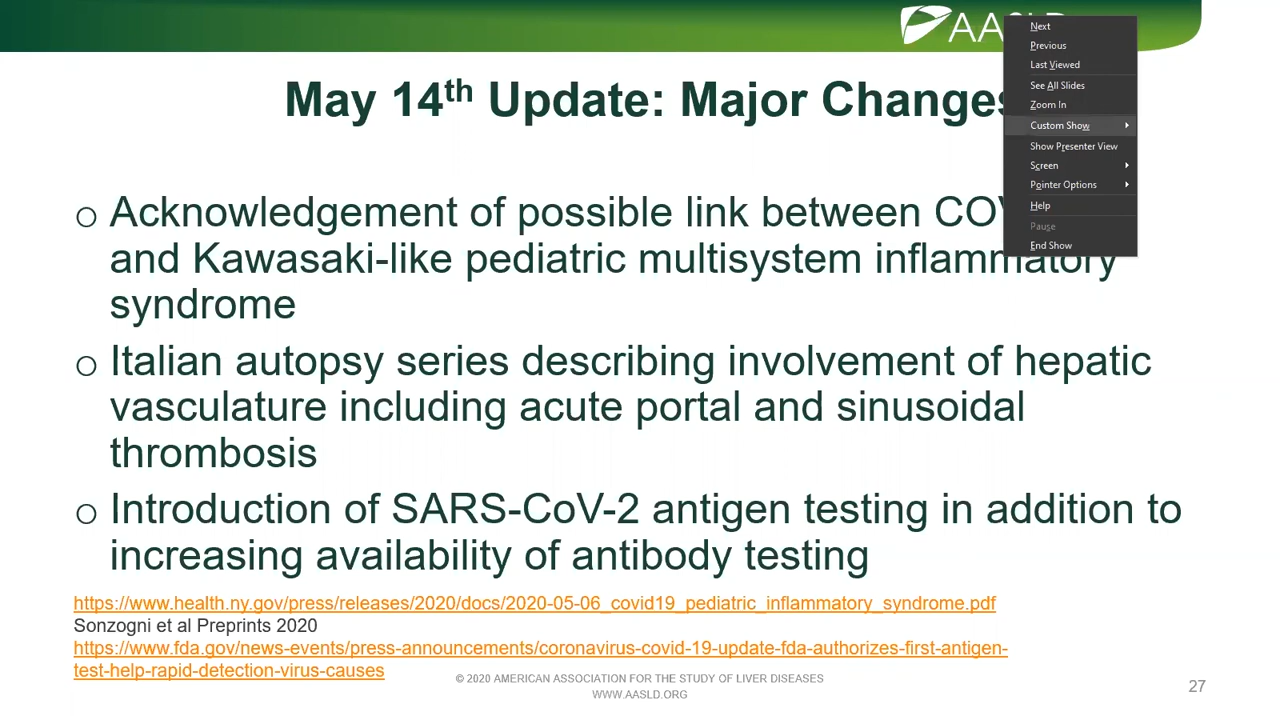 AASLD
May 14th Update: Major Changes
Next
Previous
Last Viewed
See All Slides
Zoom In
Custom Show
Show Presenter View
Screen
Pointer Options
Help
Pause
End Show
o Acknowledgement of possible link between
and Kawasaki-like pediatric multisystem inflammatory
syndrome
o Italian autopsy series describing involvement of hepatic
vasculature including acute portal and sinusoidal
thrombosis
o Introduction of SARS-CoV-2 antigen testing in addition to
increasing availability of antibody testing
https://www.health.ny.gov/press/releases/2020/docs/2020-05-06_covid19_pediatric_inflammatory_syndrome.pdf
Sonzogni et al Preprints 2020
https://www.fda.gov/news-events/press-announcements/coronavirus-covid-19-update-fda-authorizes-first-antigen-
test-help-rapid-detection-virus-causes
© 2020 AMERICAN ASSOCIATION FOR THE STUDY OF LIVER DISEASES
WWW.AASLD.ORG
27